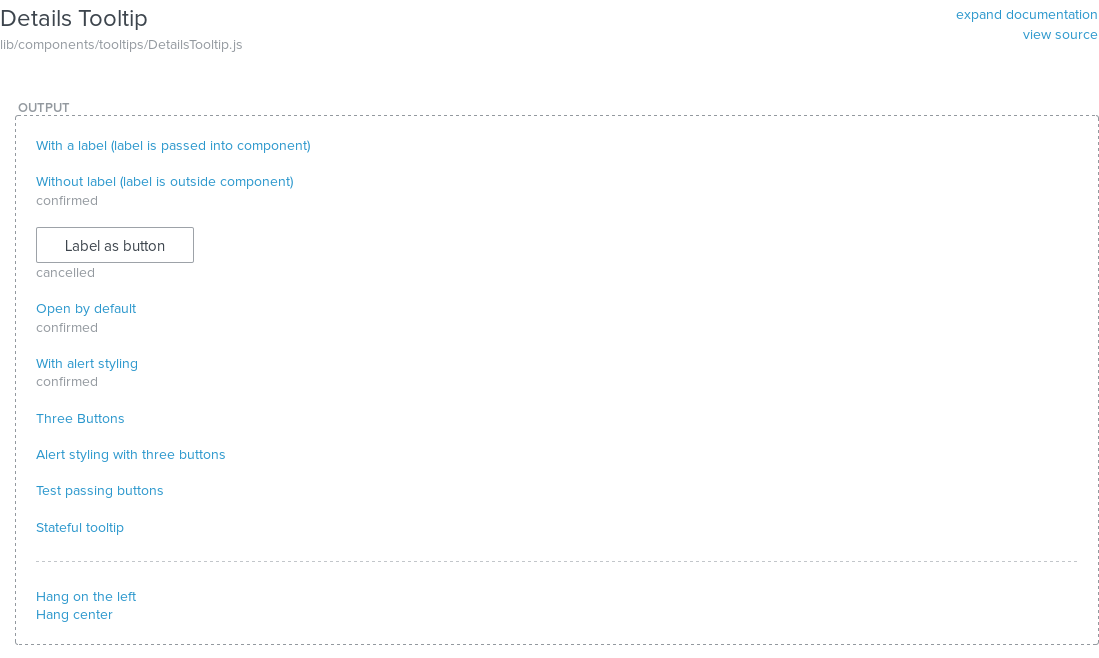 Details Tooltip
expand documentation
lib/components/tooltips/DetailsTooltip.js
view source
OUTPUT
With a label (label is passed into component)
Without label (label is outside component)
confirmed
Label as button
cancelled
Open by default
confirmed
With alert styling
confirmed
Three Buttons
Alert styling with three buttons
Test passing buttons
Stateful tooltip
Hang on the left
Hang center